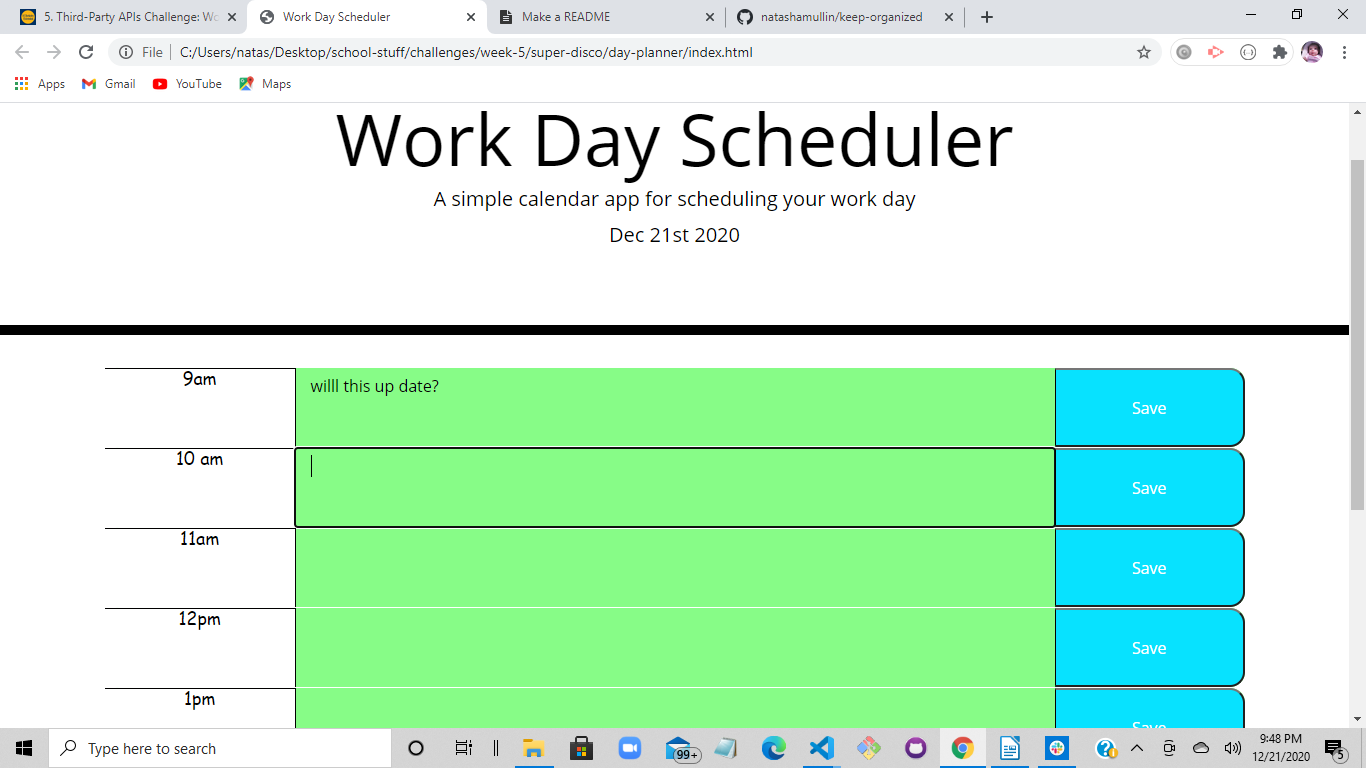 5. Third-Party APIs Challenge: Wo
Work Day Scheduler
Make a README
natashamullin/keep-organized
File
C:/Users/natas/Desktop/school-stuff/challenges/week-5/super-disco/day-planner/index.html
Apps
Gmail
YouTube
Maps
Work Day Scheduler
A simple calendar app for scheduling your work day
Dec 21st 2020
9am
willl this up date?
Save
10 am
Save
11am
Save
12pm
Save
1pm
Save
Type here to search
99+
9:48 PM
12/21/2020
5